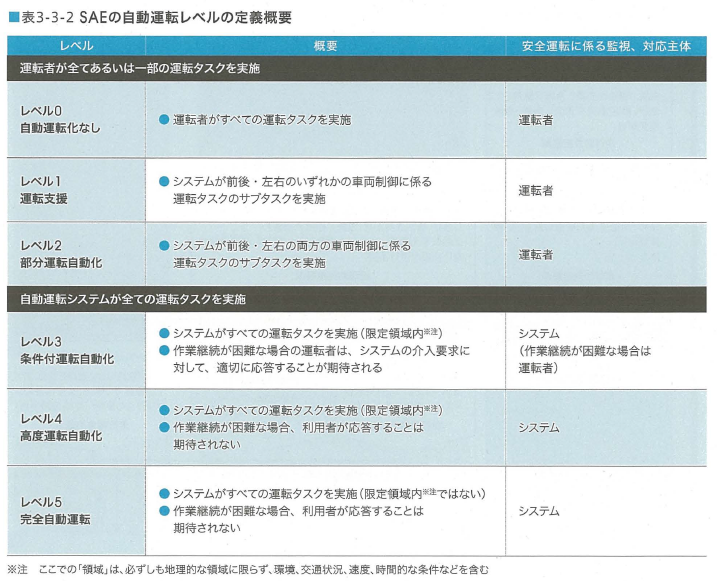 ■表3-3-2 SAEの自動運転レベルの定義概要
レベル
概要
安全運転に係る監視、対応主体
運転者が全てあるいは一部の運転タスクを実施
レベル0
自動運転化なし
● 運転者がすべての運転タスクを実施
運転者
レベル1
運転支援
● システムが前後・左右のいずれかの車両制御に係る
運転タスクのサブタスクを実施
運転者
レベル2
部分運転自動化
● システムが前後・左右の両方の車両制御に係る
運転タスクのサブタスクを実施
運転者
自動運転システムが全ての運転タスクを実施
レベル3
条件付運転自動化
● システムがすべての運転タスクを実施（限定領域内※注）
● 作業継続が困難な場合の運転者は、システムの介入要求に
対して、適切に応答することが期待される
システム
（作業継続が困難な場合は
運転者）
レベル4
高度運転自動化
● システムがすべての運転タスクを実施（限定領域内※注）
● 作業継続が困難な場合、利用者が応答することは
期待されない
システム
レベル5
完全自動運転
● システムがすべての運転タスクを実施（限定領域内※注ではない）
● 作業継続が困難な場合、利用者が応答することは
期待されない
システム
※注 ここでの「領域」は、必ずしも地理的な領域に限らず、環境、交通状況、速度、時間的な条件などを含む